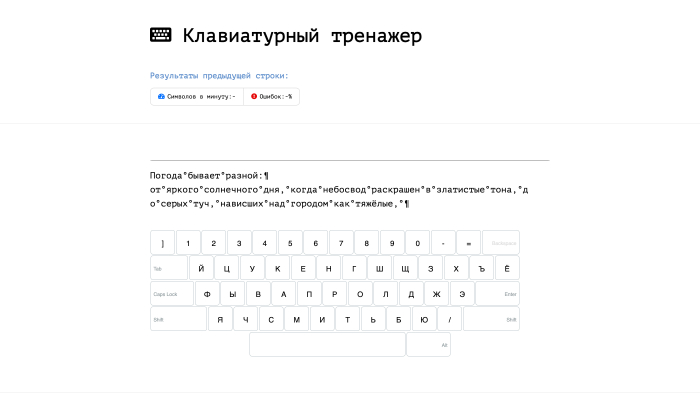 Клавиатурный тренажер
Результаты предыдущей строки:
Символов в минуту:- Ошибок:-%
Погода°бывает°разной:¶
от°яркого°солнечного°дня,°когда°небосвод°раскрашен°в°златистые°тона,°д
о°серых°туч,°нависших°над°городом°как°тяжёлые,°¶
] 1 2 3 4 5 6 7 8 9 0 - = Backspace
Tab Й Ц У К Е Н Г Ш Щ З Х Ъ Ё
Caps Lock Ф Ы В А П Р О Л Д Ж Э Enter
Shift Я Ч С М И Т Ь Б Ю / Shift
Alt